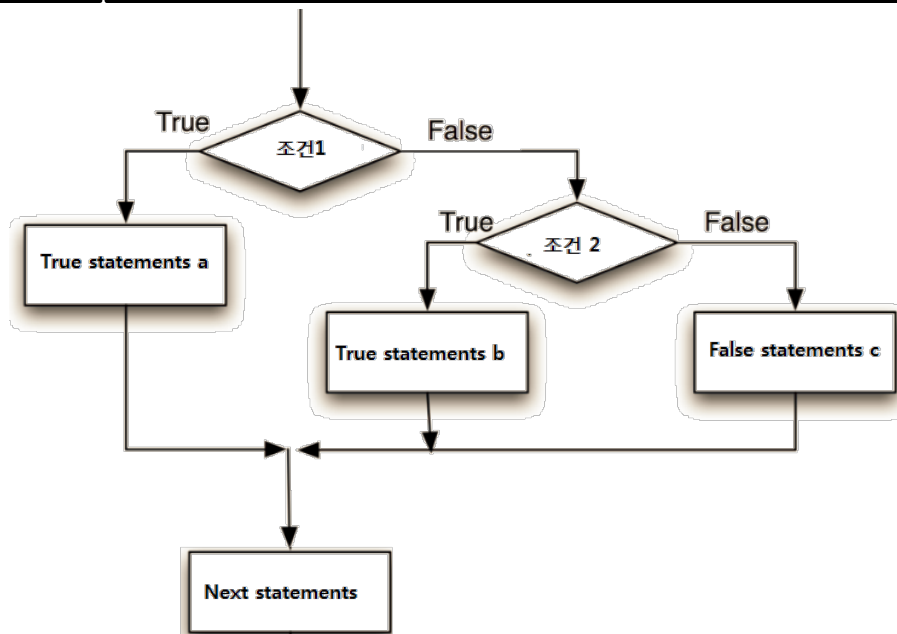 True
조건1
False
True statements a
True
조건 2
False
True statements b
False statements c
Next statements